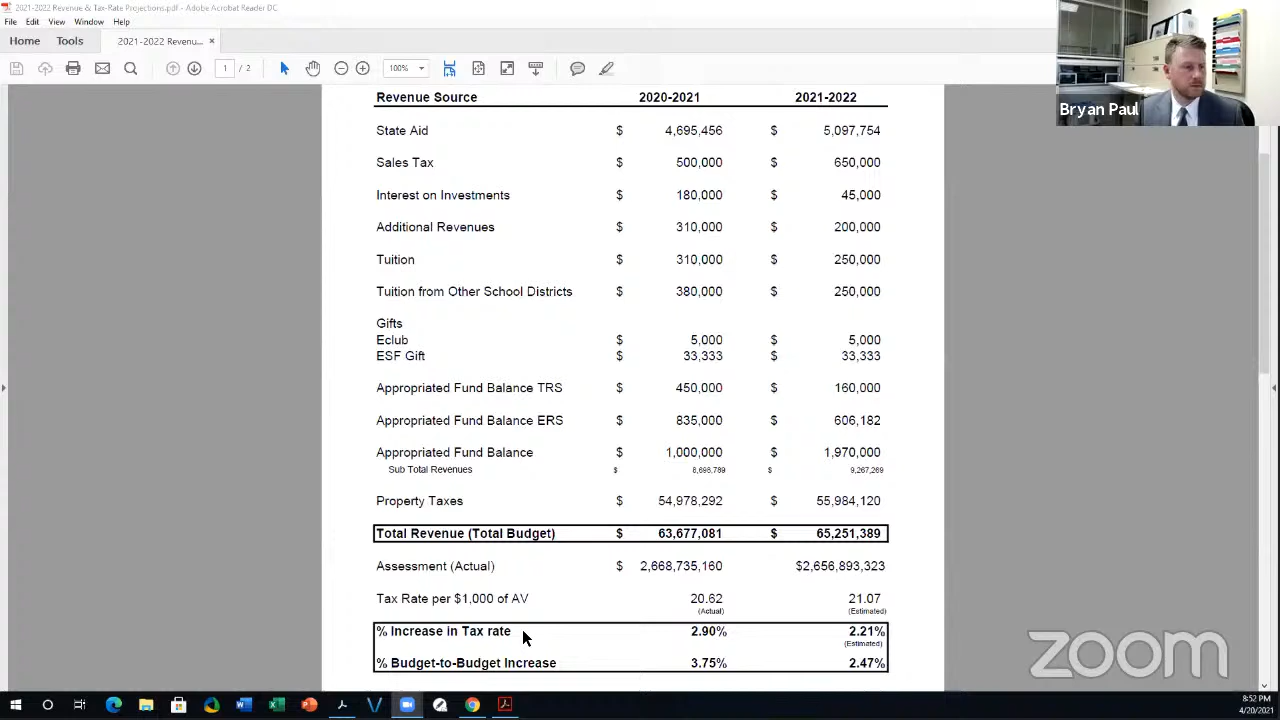 2021-2022 Revenue & Tax-Rate Projections.pdf - Adobe Acrobat Reader DC
File Edit View Window Help
Home Tools 2021-2022 Revenu... ×
1 / 2 100%
Bryan Paul
Revenue Source 2020-2021 2021-2022
State Aid $ 4,695,456 $ 5,097,754
Sales Tax $ 500,000 $ 650,000
Interest on Investments $ 180,000 $ 45,000
Additional Revenues $ 310,000 $ 200,000
Tuition $ 310,000 $ 250,000
Tuition from Other School Districts $ 380,000 $ 250,000
Gifts
Eclub $ 5,000 $ 5,000
ESF Gift $ 33,333 $ 33,333
Appropriated Fund Balance TRS $ 450,000 $ 160,000
Appropriated Fund Balance ERS $ 835,000 $ 606,182
Appropriated Fund Balance $ 1,000,000 $ 1,970,000
Sub Total Revenues $ 8,698,789 $ 9,267,269
Property Taxes $ 54,978,292 $ 55,984,120
Total Revenue (Total Budget) $ 63,677,081 $ 65,251,389
Assessment (Actual) $ 2,668,735,160 $2,656,893,323
Tax Rate per $1,000 of AV 20.62 21.07
(Actual) (Estimated)
% Increase in Tax rate 2.90% 2.21%
(Estimated)
% Budget-to-Budget Increase 3.75% 2.47%
zoom
8:52 PM
4/20/2021